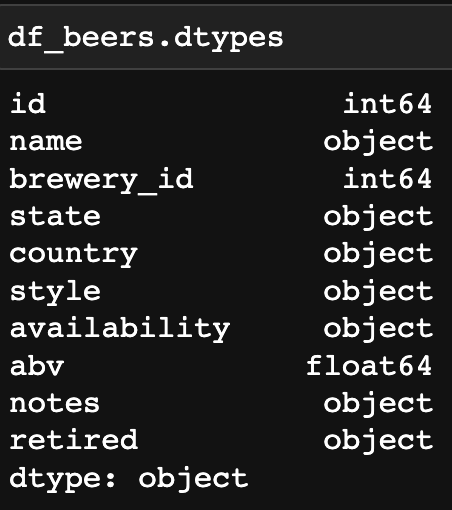 df_beers.dtypes
id int64
name object
brewery_id int64
state object
country object
style object
availability object
abv float64
notes object
retired object
dtype: object